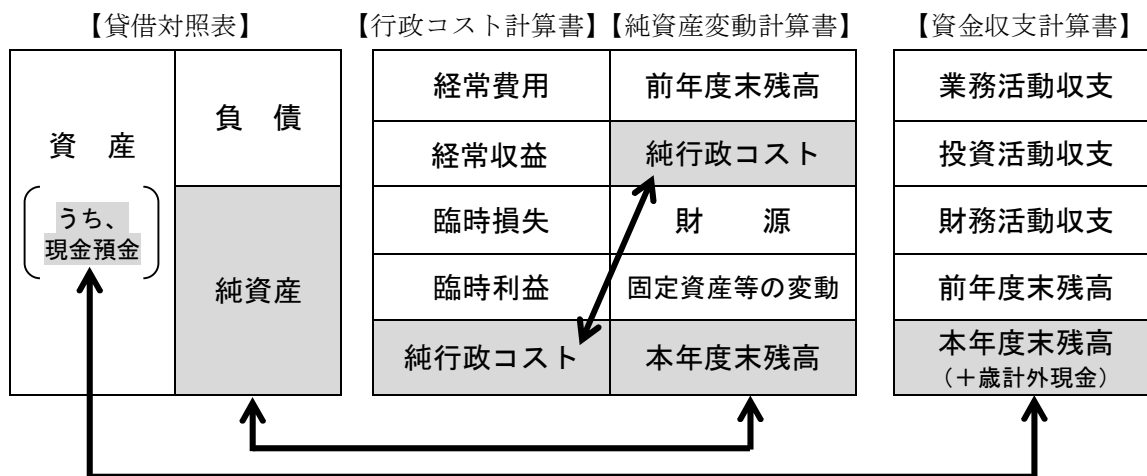 【貸借対照表】
資　産
うち、
現金預金
負　債
純資産
【行政コスト計算書】【純資産変動計算書】
経常費用
前年度末残高
経常収益
純行政コスト
臨時損失
財　　源
臨時利益
固定資産等の変動
純行政コスト
本年度末残高
【資金収支計算書】
業務活動収支
投資活動収支
財務活動収支
前年度末残高
本年度末残高
（＋歳計外現金）